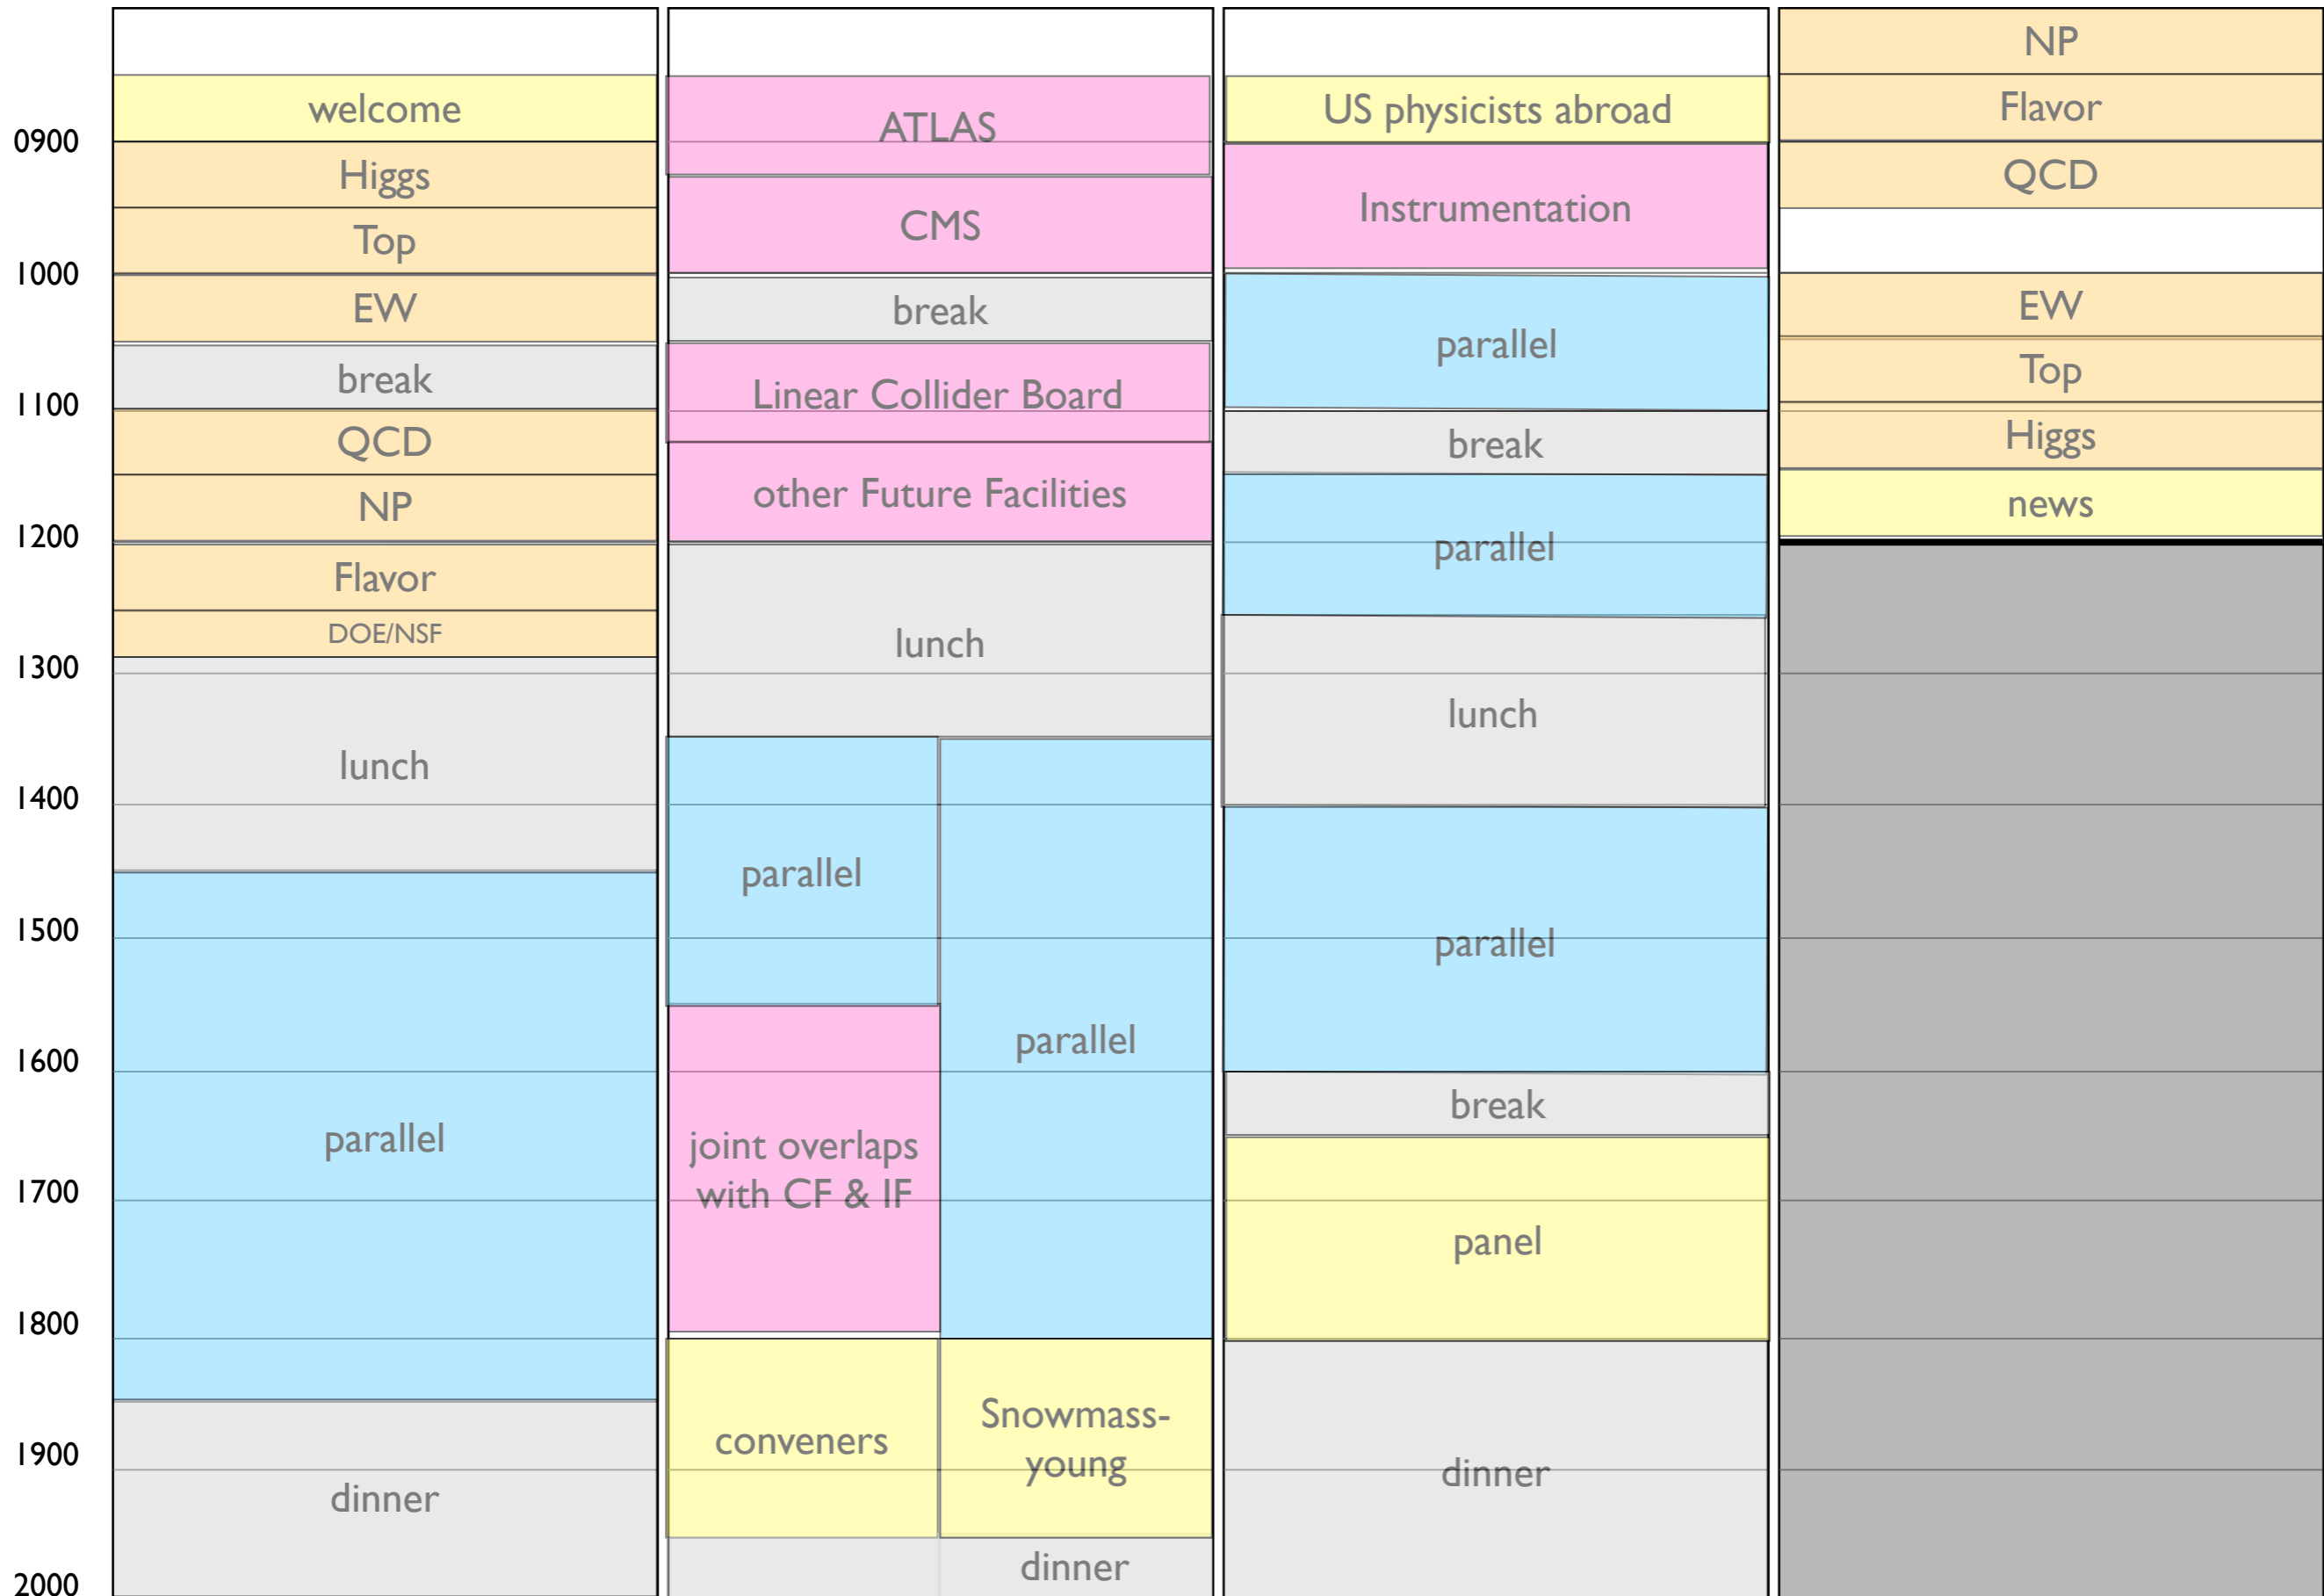 0900
1000
1100
1200
1300
1400
1500
1600
1700
1800
1900
2000
welcome
Higgs
Top
EW
break
QCD
NP
Flavor
DOE/NSF
lunch
parallel
dinner
ATLAS
CMS
break
Linear Collider Board
other Future Facilities
lunch
parallel
joint overlaps
with CF & IF
conveners
parallel
Snowmass-
young
dinner
US physicists abroad
Instrumentation
parallel
break
parallel
lunch
parallel
break
panel
dinner
NP
Flavor
QCD
EW
Top
Higgs
news